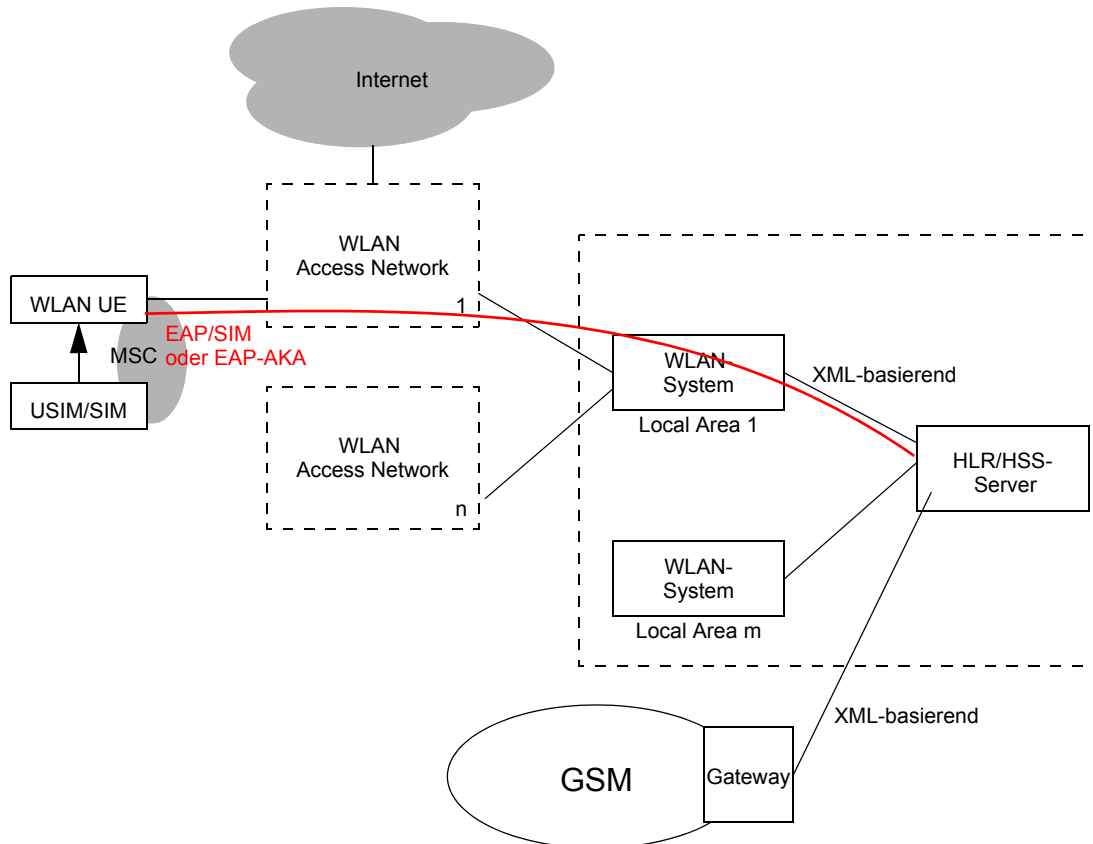 Internet
WLAN
Access Network
1
WLAN UE
EAP/SIM
MSC oder EAP-AKA
USIM/SIM
WLAN
Access Network
n
WLAN-
System
Local Area 1
XML-basierend
HLR/HSS-
Server
WLAN-
System
Local Area m
XML-basierend
GSM
Gateway